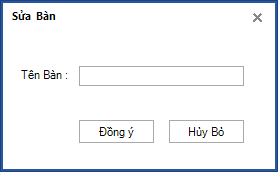 Sửa Bàn
Tên Bàn :
Đồng ý Hủy Bỏ